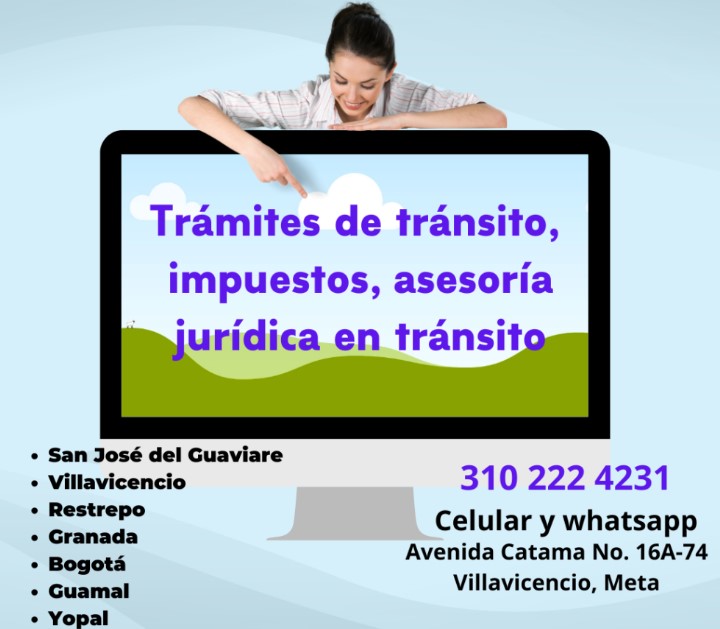 Trámites de tránsito,
impuestos, asesoría
jurídica en tránsito
• San José del Guaviare
• Villavicencio
• Restrepo
• Granada
• Bogotá
• Guamal
• Yopal
310 222 4231
Celular y whatsapp
Avenida Catama No. 16A-74
Villavicencio, Meta